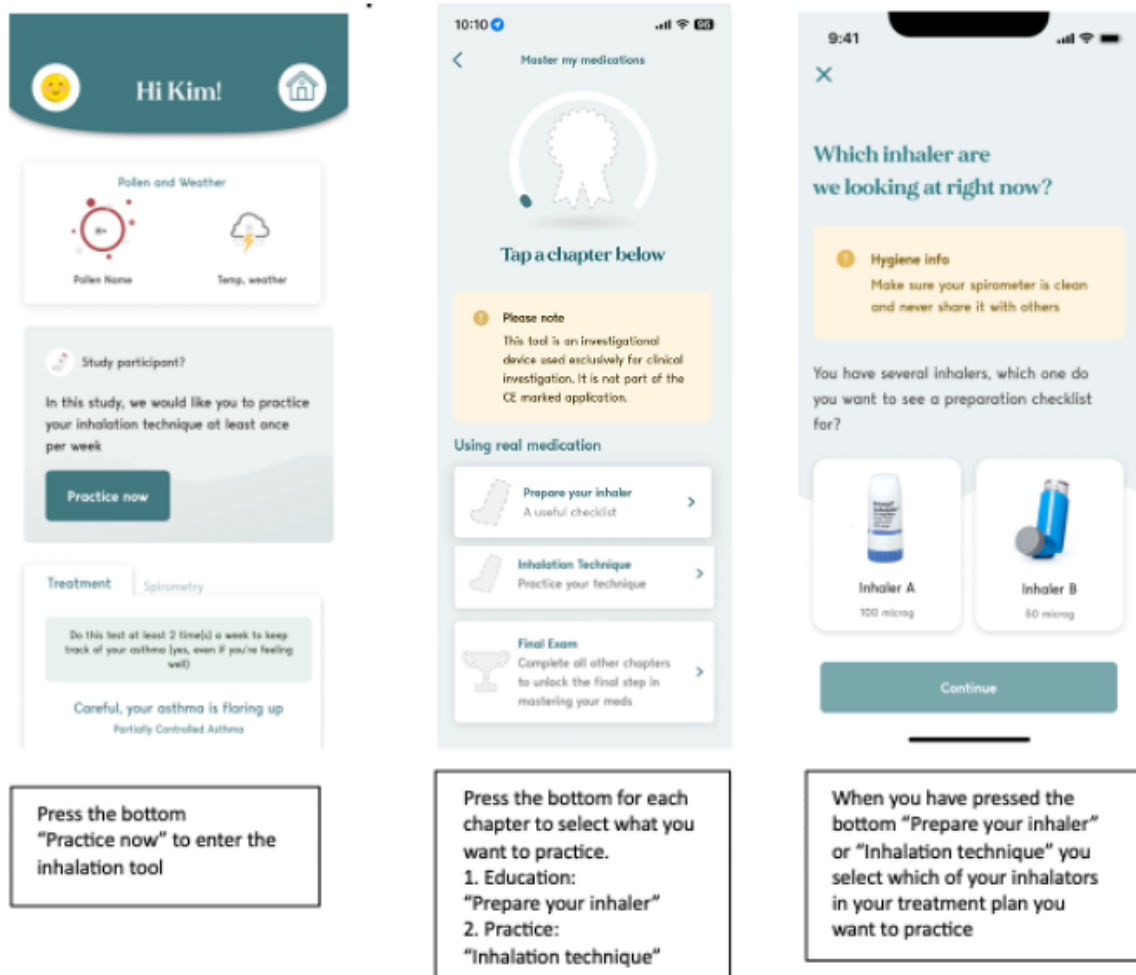 Hi Kim!
Pollen and Weather
Pollen Name
Temp, weather
Study participant?
In this study, we would like you to practice
your inhalation technique at least once
per week
Practice now
Treatment
Spirometry
Do this test at least 2 time(s) a week to keep
track of your asthma (yes, even if you're feeling
well)
Careful, your asthma is flaring up
Partially Controlled Asthma
Press the bottom
“Practice now” to enter the
inhalation tool
10:10
Master my medications
Tap a chapter below
Please note
This tool is an investigational
device used exclusively for clinical
investigation. It is not part of the
CE marked application.
Using real medication
Prepare your inhaler
A useful checklist
Inhalation Technique
Practice your technique
Final Exam
Complete all other chapters
to unlock the final step in
mastering your meds
Press the bottom for each
chapter to select what you
want to practice.
1. Education:
“Prepare your inhaler”
2. Practice:
“Inhalation technique”
9:41
Which inhaler are
we looking at right now?
Hygiene info
Make sure your spirometer is clean
and never share it with others
You have several inhalers, which one do
you want to see a preparation checklist
for?
Inhaler A
100 microg
Inhaler B
50 microg
Continue
When you have pressed the
bottom “Prepare your inhaler”
or “Inhalation technique” you
select which of your inhalators
in your treatment plan you
want to practice